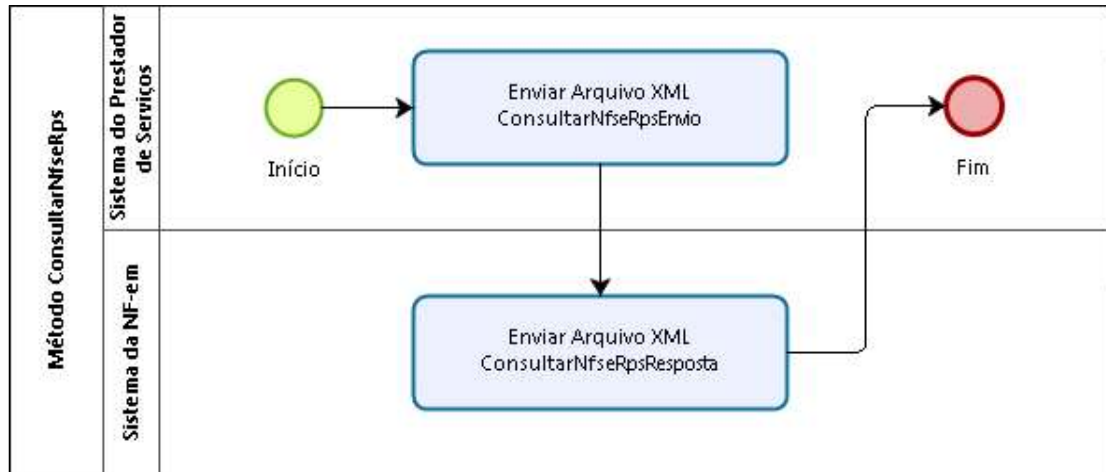 Método ConsultarNfseRps
Sistema do Prestador
de Serviços
Início
Enviar Arquivo XML
ConsultarNfseRpsEnvio
Fim
Sistema da NF-em
Enviar Arquivo XML
ConsultarNfseRpsResposta